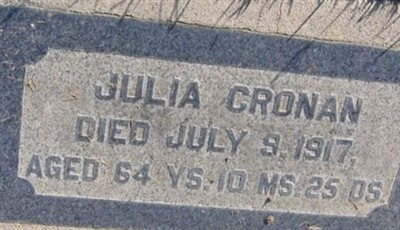 JULIA CRONAN
DIED JULY 9, 1917,
AGED 64 YS. 10 MS. 25 DS.